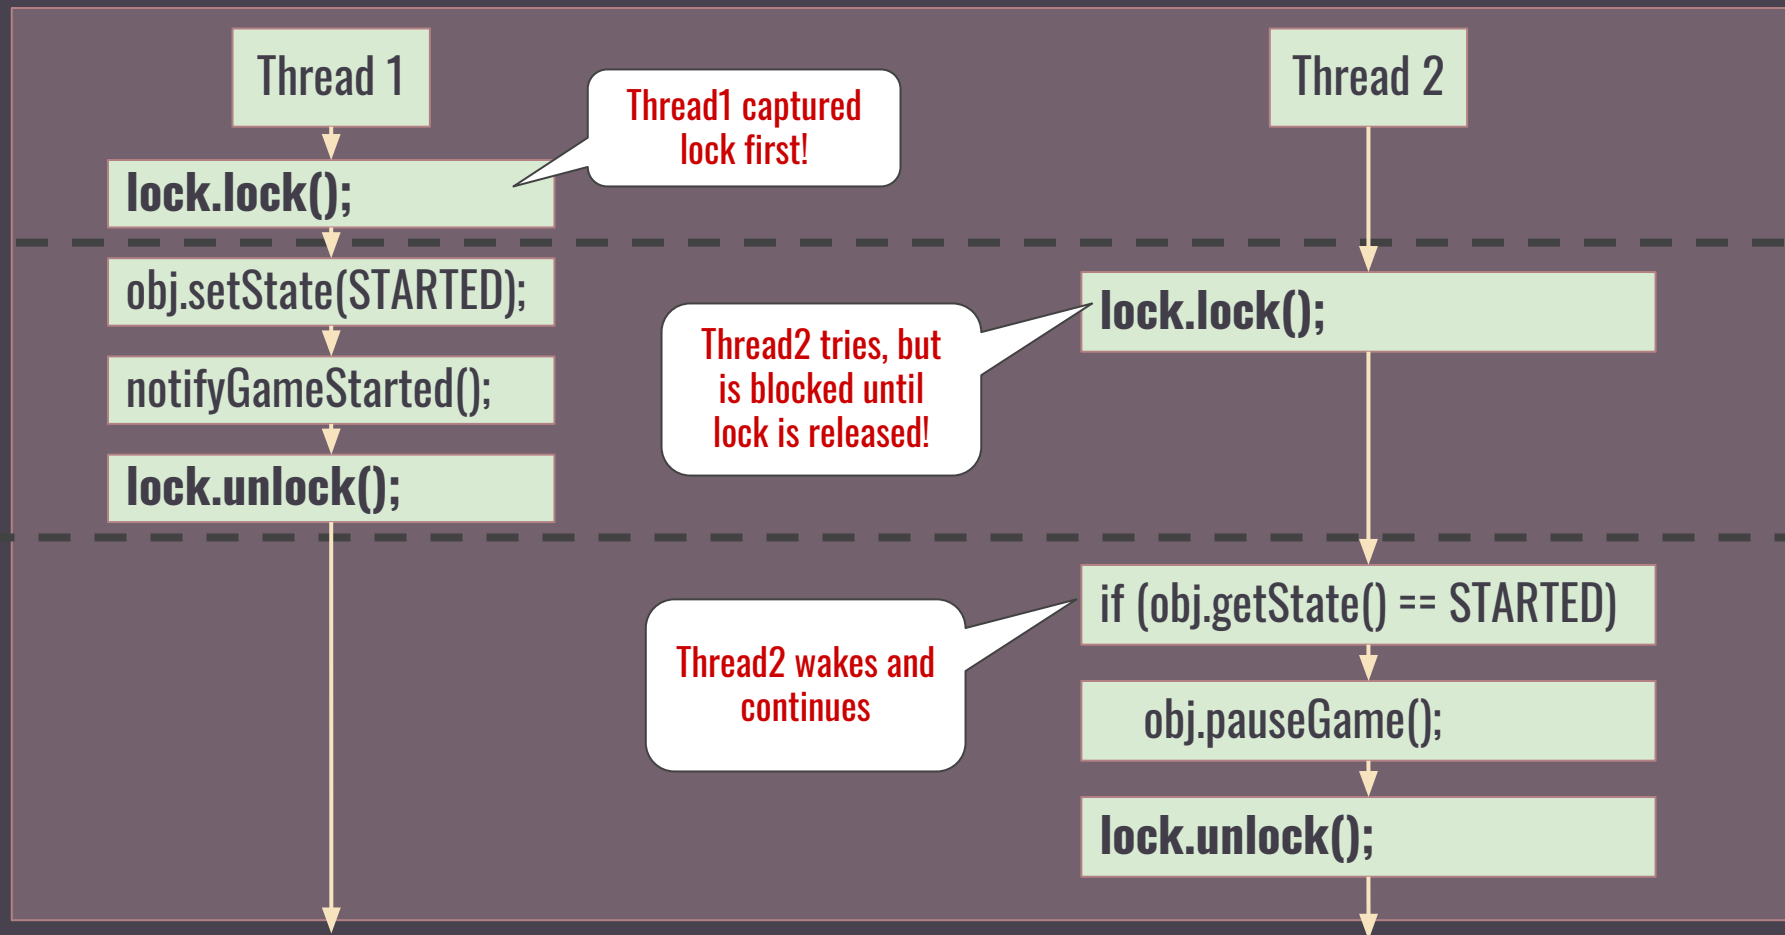 Thread 1
Thread 2
Thread1 captured
lock first!
lock.lock();
obj.setState(STARTED);
notifyGameStarted();
lock.unlock();
lock.lock();
Thread2 tries, but
is blocked until
lock is released!
if (obj.getState() == STARTED)
Thread2 wakes and
continues
obj.pauseGame();
lock.unlock();